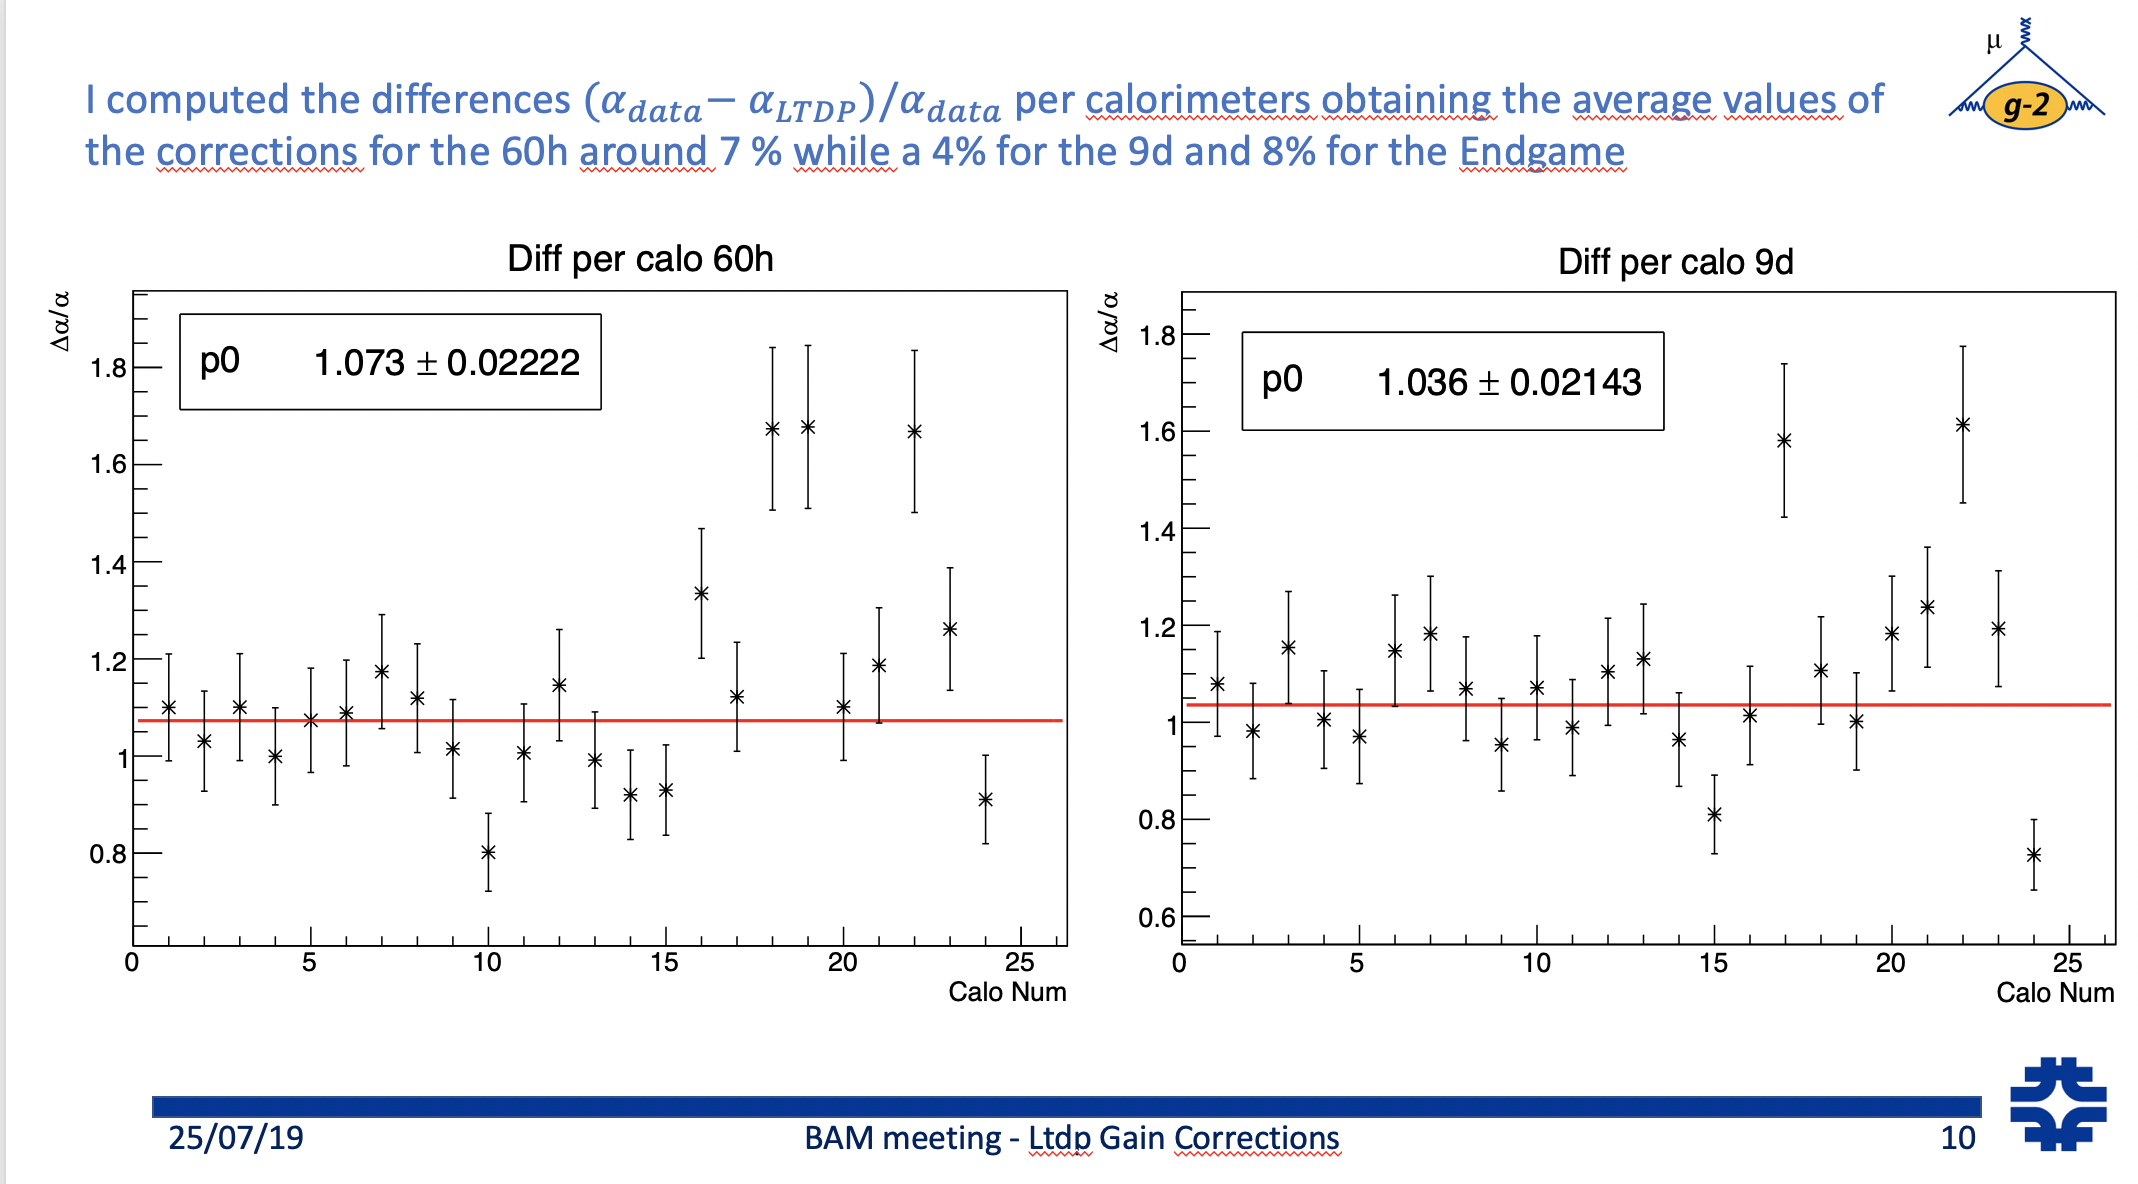 μ
g-2
I computed the differences (α_data − α_LTDP)/α_data per calorimeters obtaining the average values of
the corrections for the 60h around 7 % while a 4% for the 9d and 8% for the Endgame
Diff per calo 60h
Δα/α
p0 1.073 ± 0.02222
1.8
1.6
1.4
1.2
1
0.8
0 5 10 15 20 25
Calo Num
Diff per calo 9d
Δα/α
p0 1.036 ± 0.02143
1.8
1.6
1.4
1.2
1
0.8
0.6
0 5 10 15 20 25
Calo Num
25/07/19 BAM meeting - Ltdp Gain Corrections 10